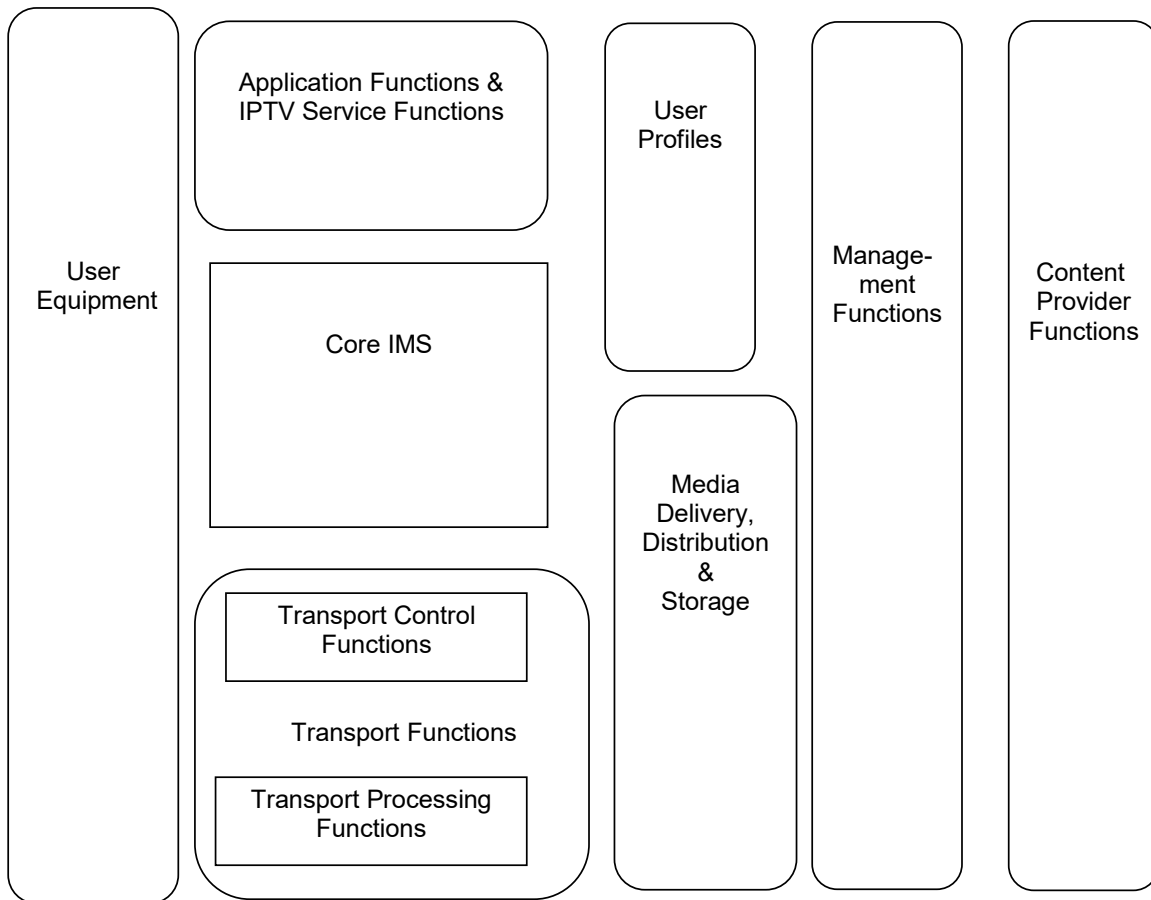 User
Equipment
Application Functions &
IPTV Service Functions
Core IMS
Transport Control
Functions
Transport Functions
Transport Processing
Functions
User
Profiles
Media
Delivery,
Distribution
&
Storage
Manage-
ment
Functions
Content
Provider
Functions